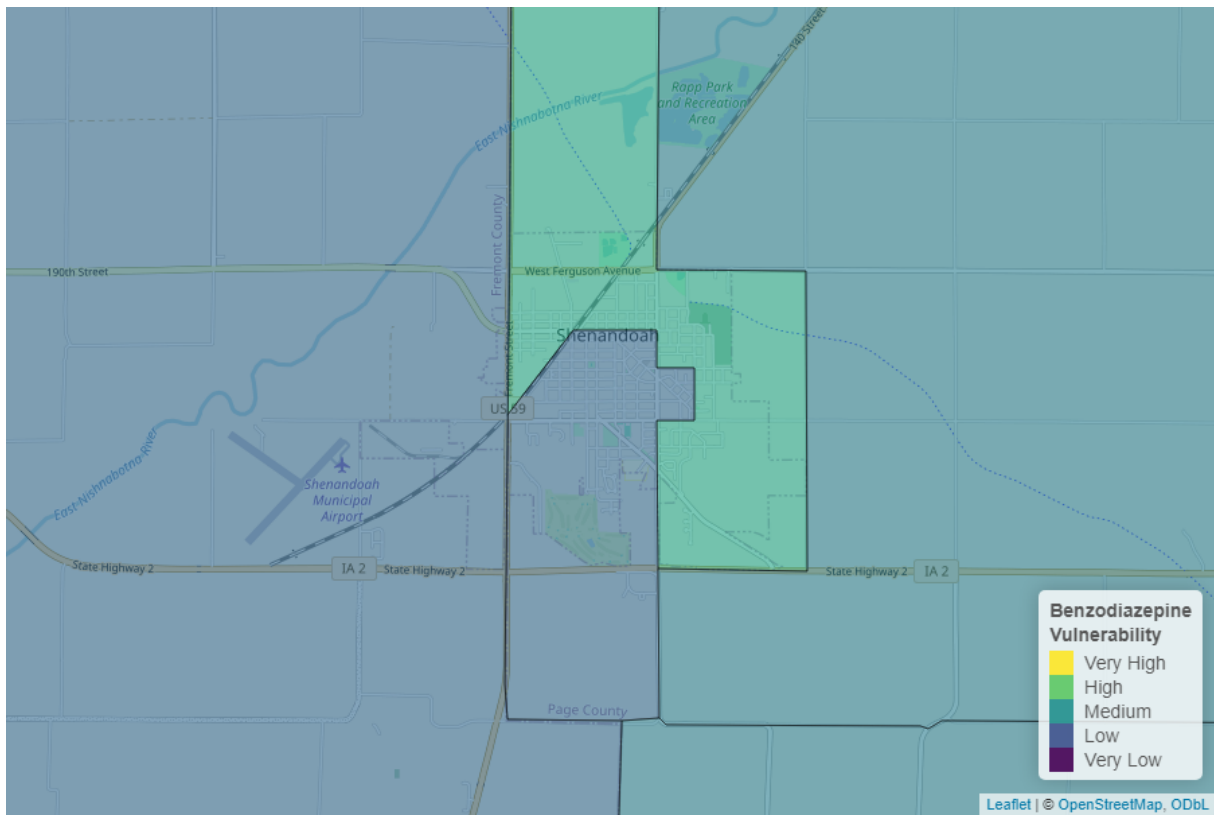 140 Street
Rapp Park
and Recreation
Area
East Nishnabotna River
Fremont County
190th Street
West Ferguson Avenue
Fremont Street
Shenandoah
US 59
East Nishnabotna River
Shenandoah
Municipal
Airport
State Highway 2
IA 2
State Highway 2
State Highway 2
IA 2
Page County
Benzodiazepine
Vulnerability
Very High
High
Medium
Low
Very Low
Leaflet | © OpenStreetMap, ODbL